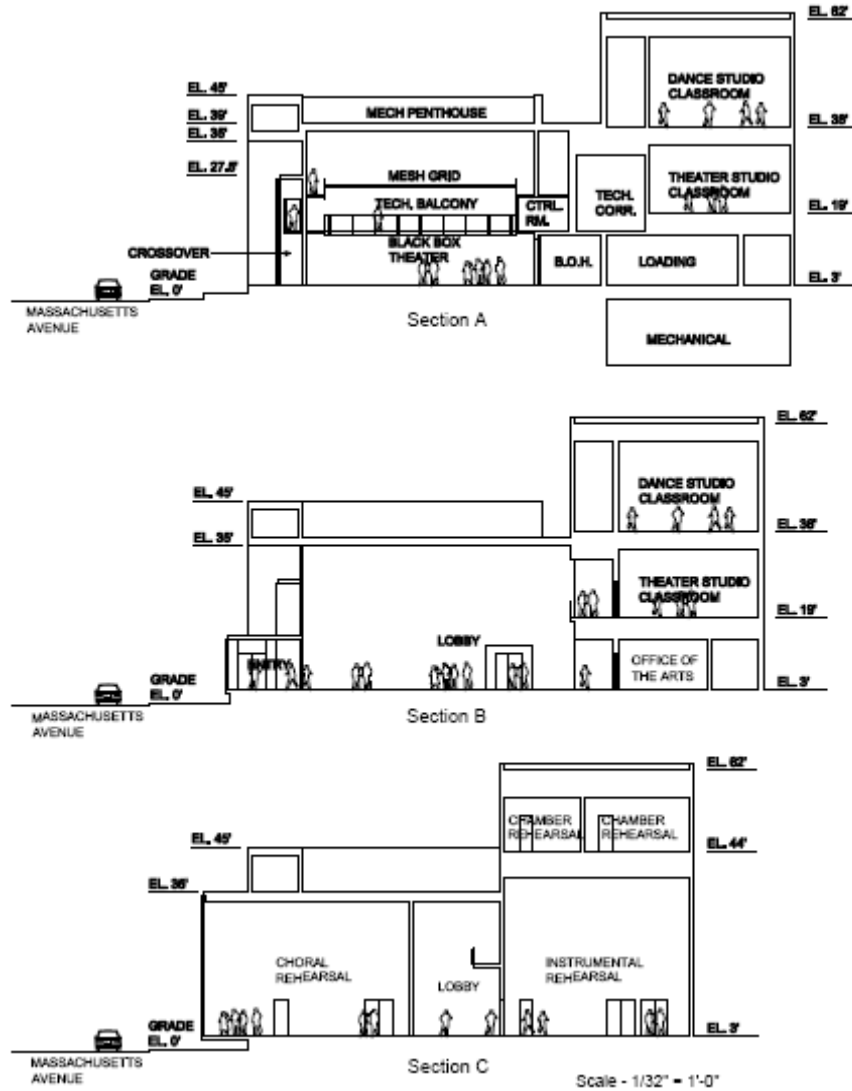 EL. 62'
DANCE STUDIO
CLASSROOM
EL. 45'
MECH PENTHOUSE
EL. 39'
EL. 35'
EL. 38'
EL. 27.5'
MESH GRID
THEATER STUDIO
CLASSROOM
TECH. BALCONY
CTRL.
RM.
TECH.
CORR.
EL. 19'
CROSSOVER
BLACK BOX
THEATER
B.O.H.
LOADING
GRADE
EL. 0'
EL. 3'
MASSACHUSETTS
AVENUE
Section A
MECHANICAL
EL. 62'
DANCE STUDIO
CLASSROOM
EL. 45'
EL. 35'
EL. 38'
THEATER STUDIO
CLASSROOM
EL. 19'
LOBBY
ENTRY
OFFICE OF
THE ARTS
GRADE
EL. 0'
EL. 3'
MASSACHUSETTS
AVENUE
Section B
EL. 62'
CHAMBER
REHEARSAL
CHAMBER
REHEARSAL
EL. 45'
EL. 44'
EL. 35'
CHORAL
REHEARSAL
LOBBY
INSTRUMENTAL
REHEARSAL
GRADE
EL. 0'
EL. 3'
MASSACHUSETTS
AVENUE
Section C
Scale - 1/32" = 1'-0"